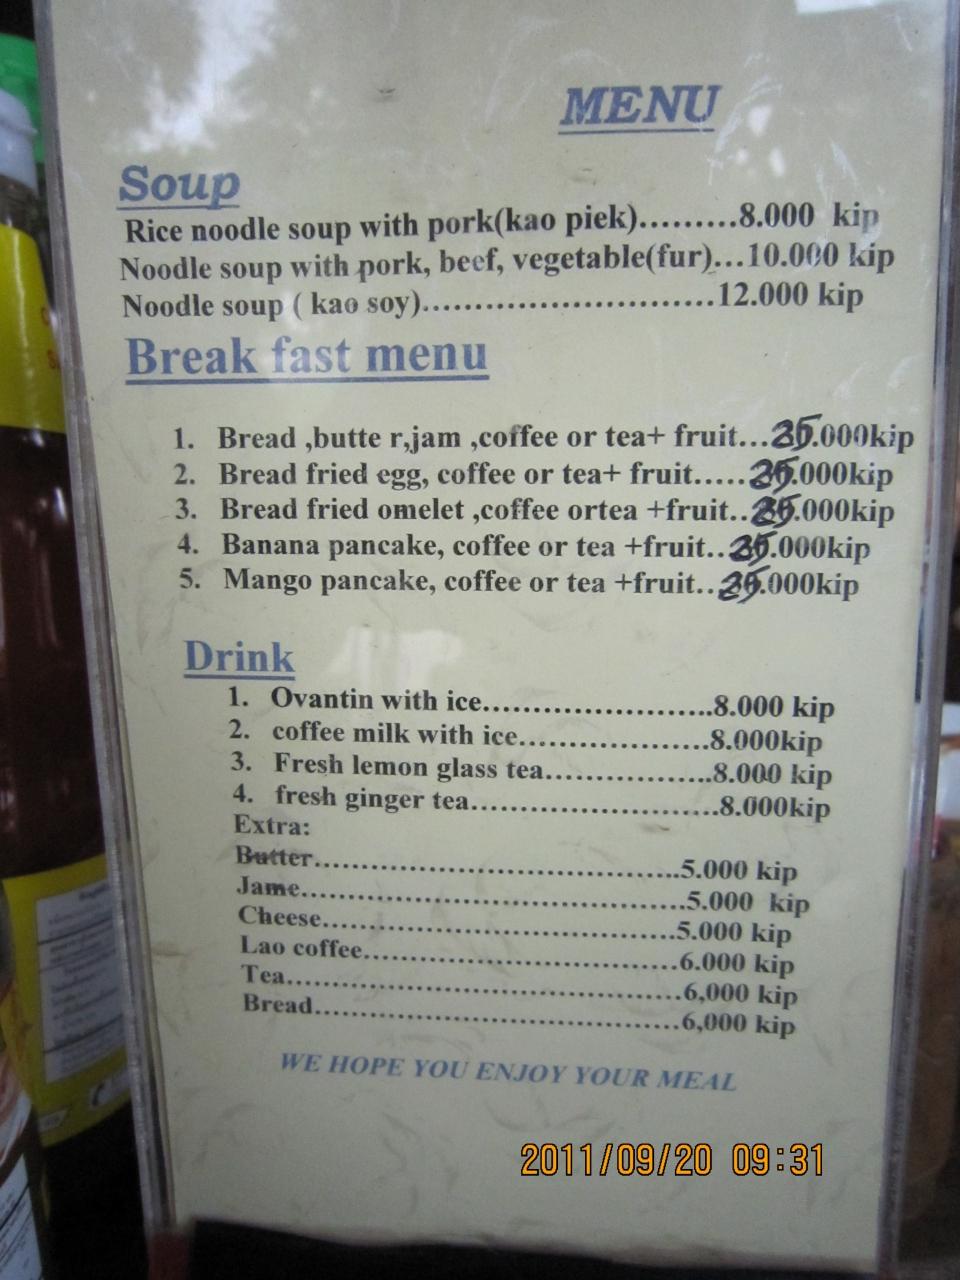 MENU
Soup
Rice noodle soup with pork(kao piek).........8.000 kip
Noodle soup with pork, beef, vegetable(fur)...10.000 kip
Noodle soup ( kao soy).............................12.000 kip
Break fast menu
1. Bread ,butte r,jam ,coffee or tea+ fruit...25.000kip
2. Bread fried egg, coffee or tea+ fruit.....25.000kip
3. Bread fried omelet ,coffee ortea +fruit..25.000kip
4. Banana pancake, coffee or tea +fruit..25.000kip
5. Mango pancake, coffee or tea +fruit..25.000kip
Drink
1. Ovantin with ice.......................8.000 kip
2. coffee milk with ice...................8.000kip
3. Fresh lemon glass tea.................8.000 kip
4. fresh ginger tea.........................8.000kip
Extra:
Butter.....................................5.000 kip
Jame.......................................5.000 kip
Cheese....................................5.000 kip
Lao coffee................................6.000 kip
Tea........................................6,000 kip
Bread.....................................6,000 kip
WE HOPE YOU ENJOY YOUR MEAL
2011/09/20 09:31